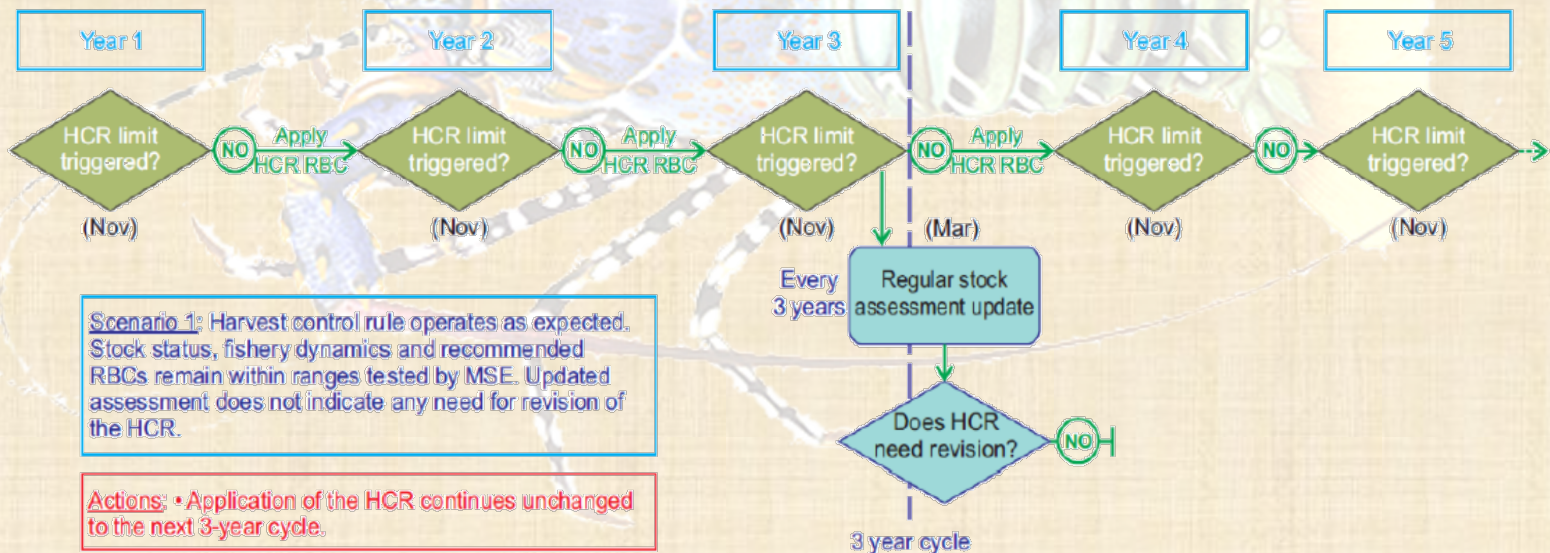 Year 1
Year 2
Year 3
Year 4
Year 5
HCR limit
triggered?
NO
Apply
HCR RBC
HCR limit
triggered?
NO
Apply
HCR RBC
HCR limit
triggered?
NO
Apply
HCR RBC
HCR limit
triggered?
NO
HCR limit
triggered?
(Nov)
(Nov)
(Nov)
(Mar)
(Nov)
(Nov)
Every
3 years
Regular stock
assessment update
Scenario 1: Harvest control rule operates as expected.
Stock status, fishery dynamics and recommended
RBCs remain within ranges tested by MSE. Updated
assessment does not indicate any need for revision of
the HCR.
Does HCR
need revision?
NO
Actions: • Application of the HCR continues unchanged
to the next 3-year cycle.
3 year cycle